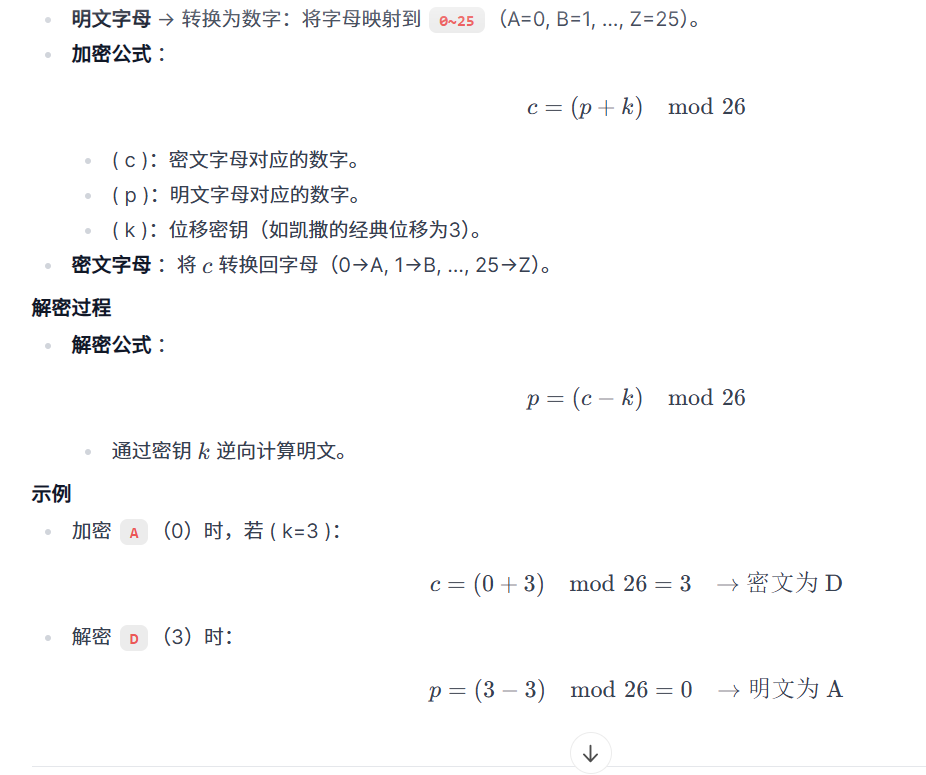 明文字母 → 转换为数字：将字母映射到 0~25 （A=0, B=1, ..., Z=25）。
加密公式：
c = (p + k) mod 26
( c )：密文字母对应的数字。
( p )：明文字母对应的数字。
( k )：位移密钥（如凯撒的经典位移为3）。
密文字母：将 c 转换回字母（0→A, 1→B, ..., 25→Z）。
解密过程
解密公式：
p = (c − k) mod 26
通过密钥 k 逆向计算明文。
示例
加密 A （0）时，若 ( k=3 )：
c = (0 + 3) mod 26 = 3 → 密文为 D
解密 D （3）时：
p = (3 − 3) mod 26 = 0 → 明文为 A